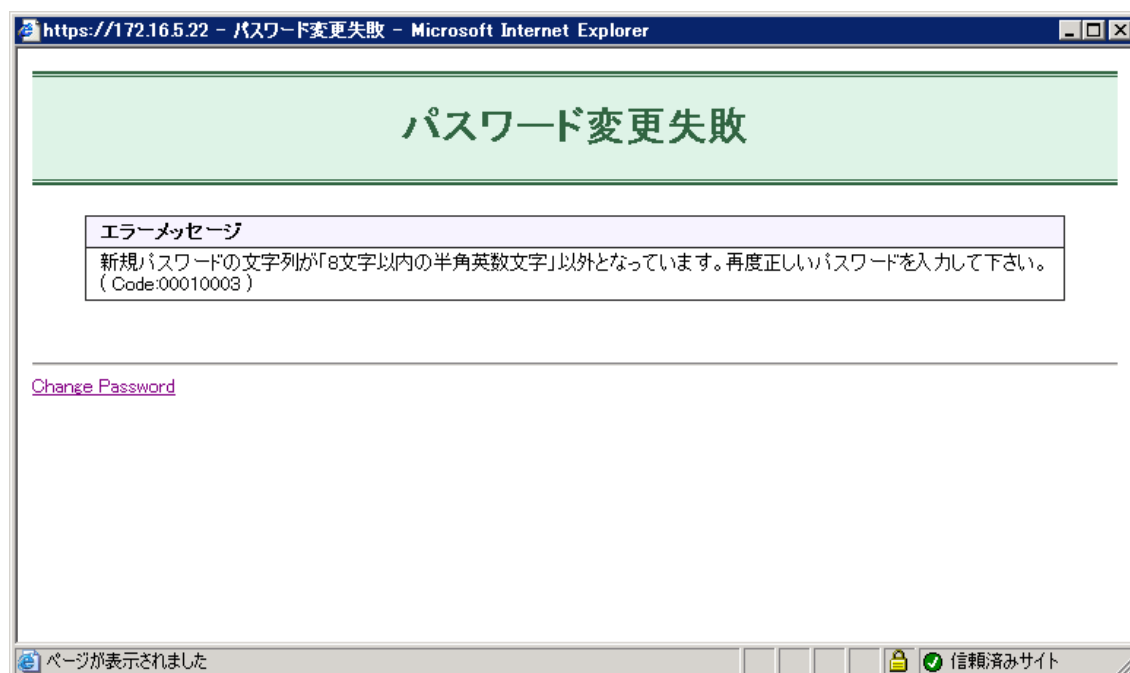 https://172.16.5.22 - パスワード変更失敗 - Microsoft Internet Explorer
パスワード変更失敗
エラーメッセージ
新規パスワードの文字列が「8文字以内の半角英数文字」以外となっています。再度正しいパスワードを入力して下さい。
( Code:00010003 )
Change Password
ページが表示されました
信頼済みサイト